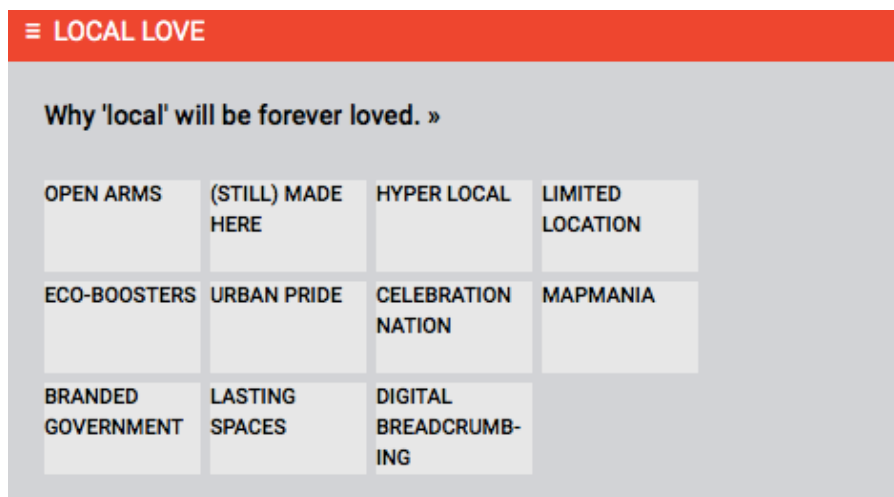 ≡ LOCAL LOVE
Why 'local' will be forever loved. »
OPEN ARMS
(STILL) MADE
HERE
HYPER LOCAL
LIMITED
LOCATION
ECO-BOOSTERS
URBAN PRIDE
CELEBRATION
NATION
MAPMANIA
BRANDED
GOVERNMENT
LASTING
SPACES
DIGITAL
BREADCRUMB-
ING